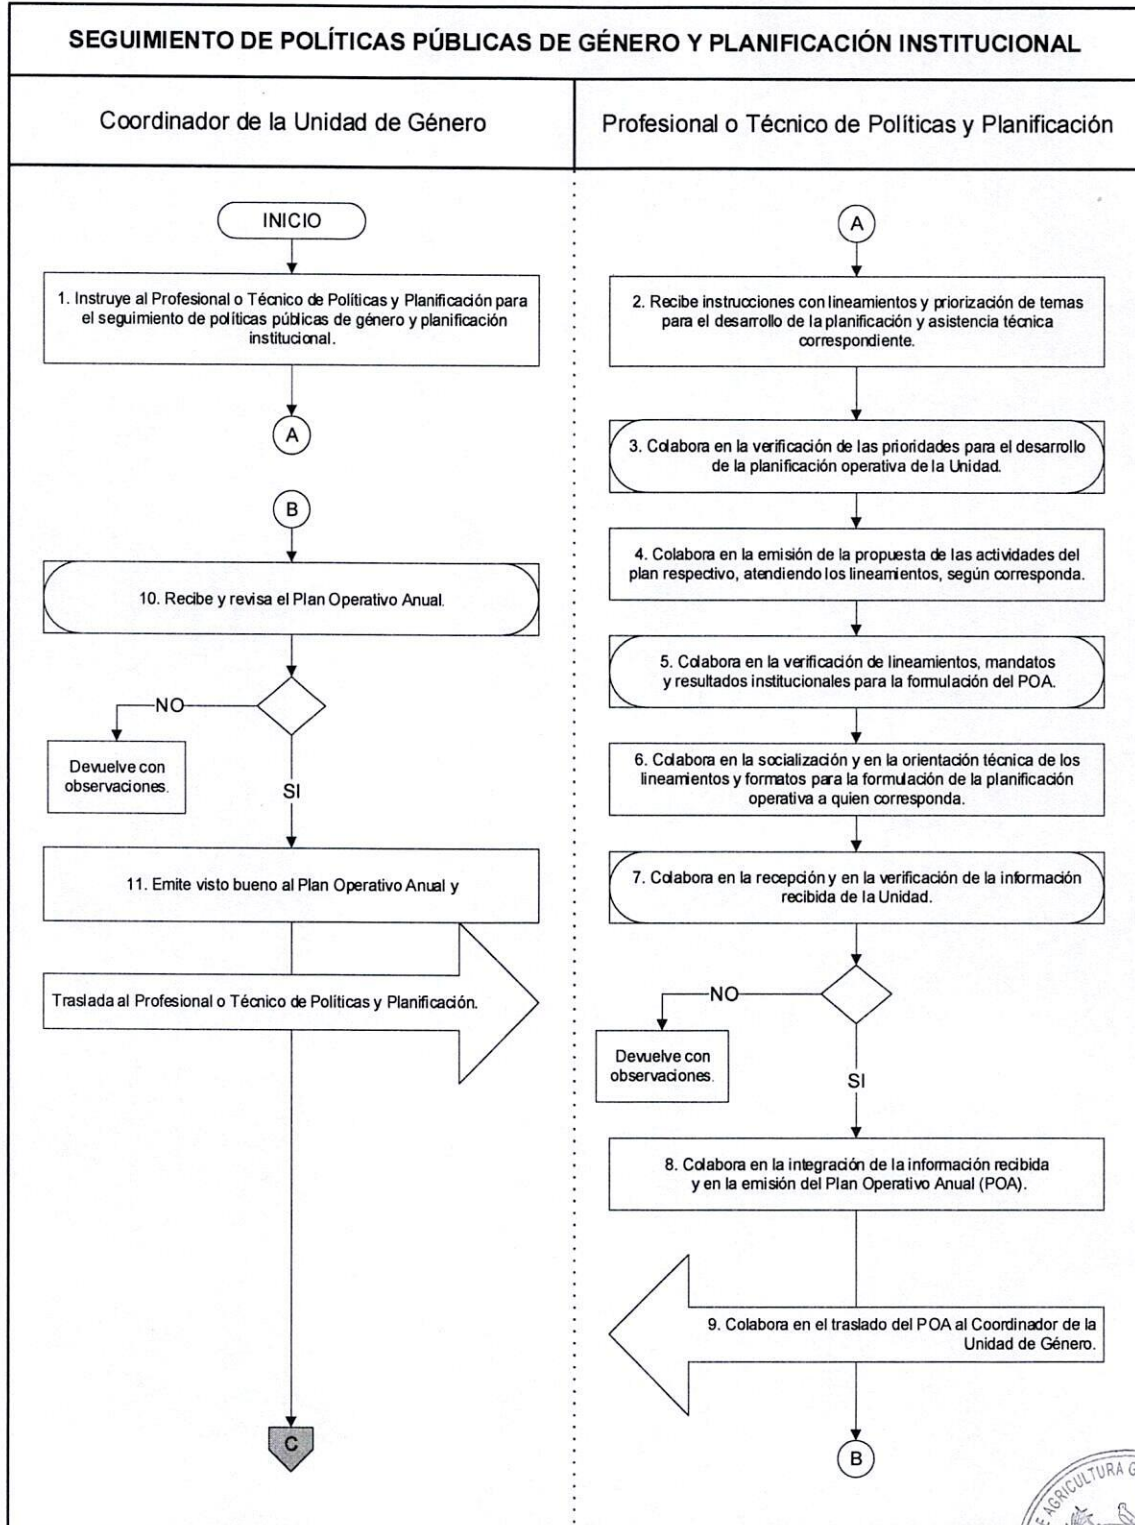 SEGUIMIENTO DE POLÍTICAS PÚBLICAS DE GÉNERO Y PLANIFICACIÓN INSTITUCIONAL
Coordinador de la Unidad de Género
Profesional o Técnico de Políticas y Planificación
INICIO
1. Instruye al Profesional o Técnico de Políticas y Planificación para
el seguimiento de políticas públicas de género y planificación
institucional.
A
B
10. Recibe y revisa el Plan Operativo Anual.
NO
Devuelve con
observaciones.
SI
11. Emite visto bueno al Plan Operativo Anual y
Traslada al Profesional o Técnico de Políticas y Planificación.
C
A
2. Recibe instrucciones con lineamientos y priorización de temas
para el desarrollo de la planificación y asistencia técnica
correspondiente.
3. Colabora en la verificación de las prioridades para el desarrollo
de la planificación operativa de la Unidad.
4. Colabora en la emisión de la propuesta de las actividades del
plan respectivo, atendiendo los lineamientos, según corresponda.
5. Colabora en la verificación de lineamientos, mandatos
y resultados institucionales para la formulación del POA.
6. Colabora en la socialización y en la orientación técnica de los
lineamientos y formatos para la formulación de la planificación
operativa a quien corresponda.
7. Colabora en la recepción y en la verificación de la información
recibida de la Unidad.
NO
Devuelve con
observaciones.
SI
8. Colabora en la integración de la información recibida
y en la emisión del Plan Operativo Anual (POA).
9. Colabora en el traslado del POA al Coordinador de la
Unidad de Género.
B
AGRICULTURA